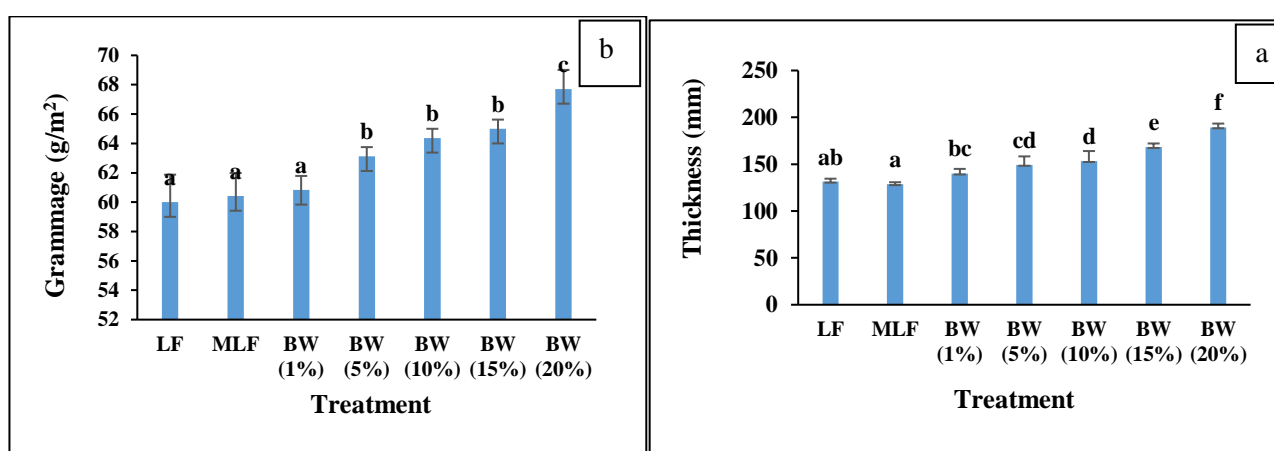 b
Grammage (g/m²)
70
68
66
64
62
60
58
56
54
52
a
a
a
b
b
b
c
LF MLF BW BW BW BW BW
(1%) (5%) (10%) (15%) (20%)
Treatment
a
Thickness (mm)
250
200
150
100
50
0
ab
a
bc
cd
d
e
f
LF MLF BW BW BW BW BW
(1%) (5%) (10%) (15%) (20%)
Treatment